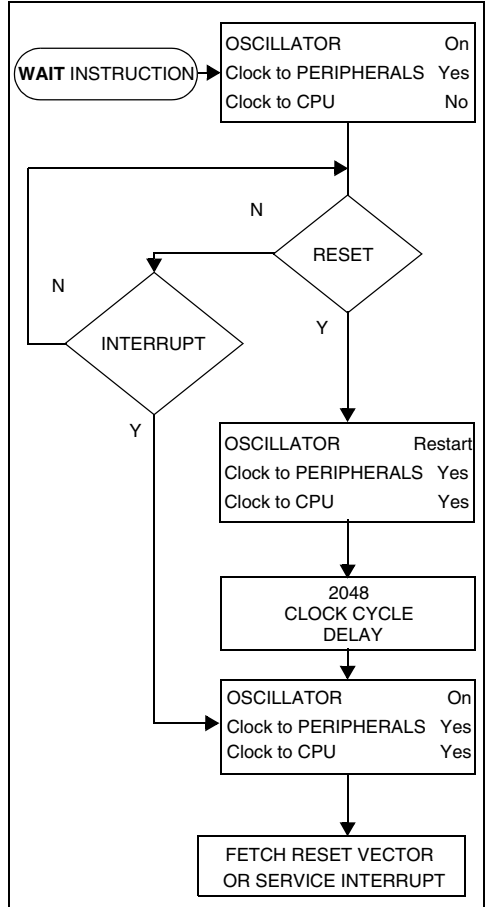 WAIT INSTRUCTION
OSCILLATOR On
Clock to PERIPHERALS Yes
Clock to CPU No
N
RESET
N
INTERRUPT
Y
Y
OSCILLATOR Restart
Clock to PERIPHERALS Yes
Clock to CPU Yes
2048
CLOCK CYCLE
DELAY
OSCILLATOR On
Clock to PERIPHERALS Yes
Clock to CPU Yes
FETCH RESET VECTOR
OR SERVICE INTERRUPT